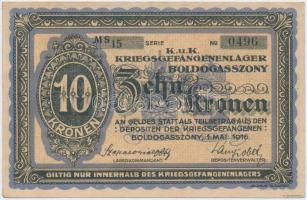 MS 15 SERIE № 0496
K.u.K.
KRIEGSGEFANGENENLAGER
BOLDOGASSZONY
10
KRONEN
Zehn Kronen
AN GELDES STATT ALS TEILBETRAG AUS DEN
DEPOSITEN DER KRIEGSGEFANGENEN:
BOLDOGASSZONY, 1. MAI 1916.
LAGERKOMMANDANT DEPOSITENVERWALTER
GILTIG NUR INNERHALB DES KRIEGSGEFANGENENLAGERS